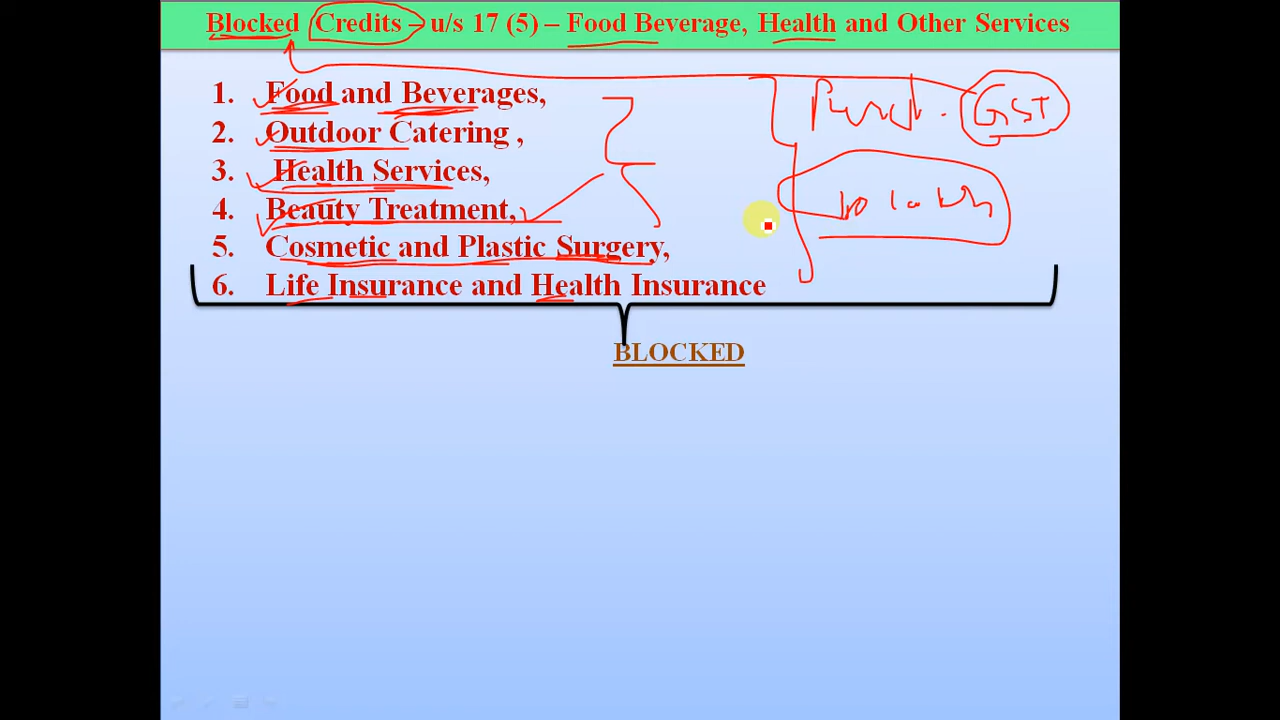 Blocked Credits – u/s 17 (5) – Food Beverage, Health and Other Services
1. Food and Beverages,
2. Outdoor Catering ,
3. Health Services,
4. Beauty Treatment,
5. Cosmetic and Plastic Surgery,
6. Life Insurance and Health Insurance
GST
BLOCKED